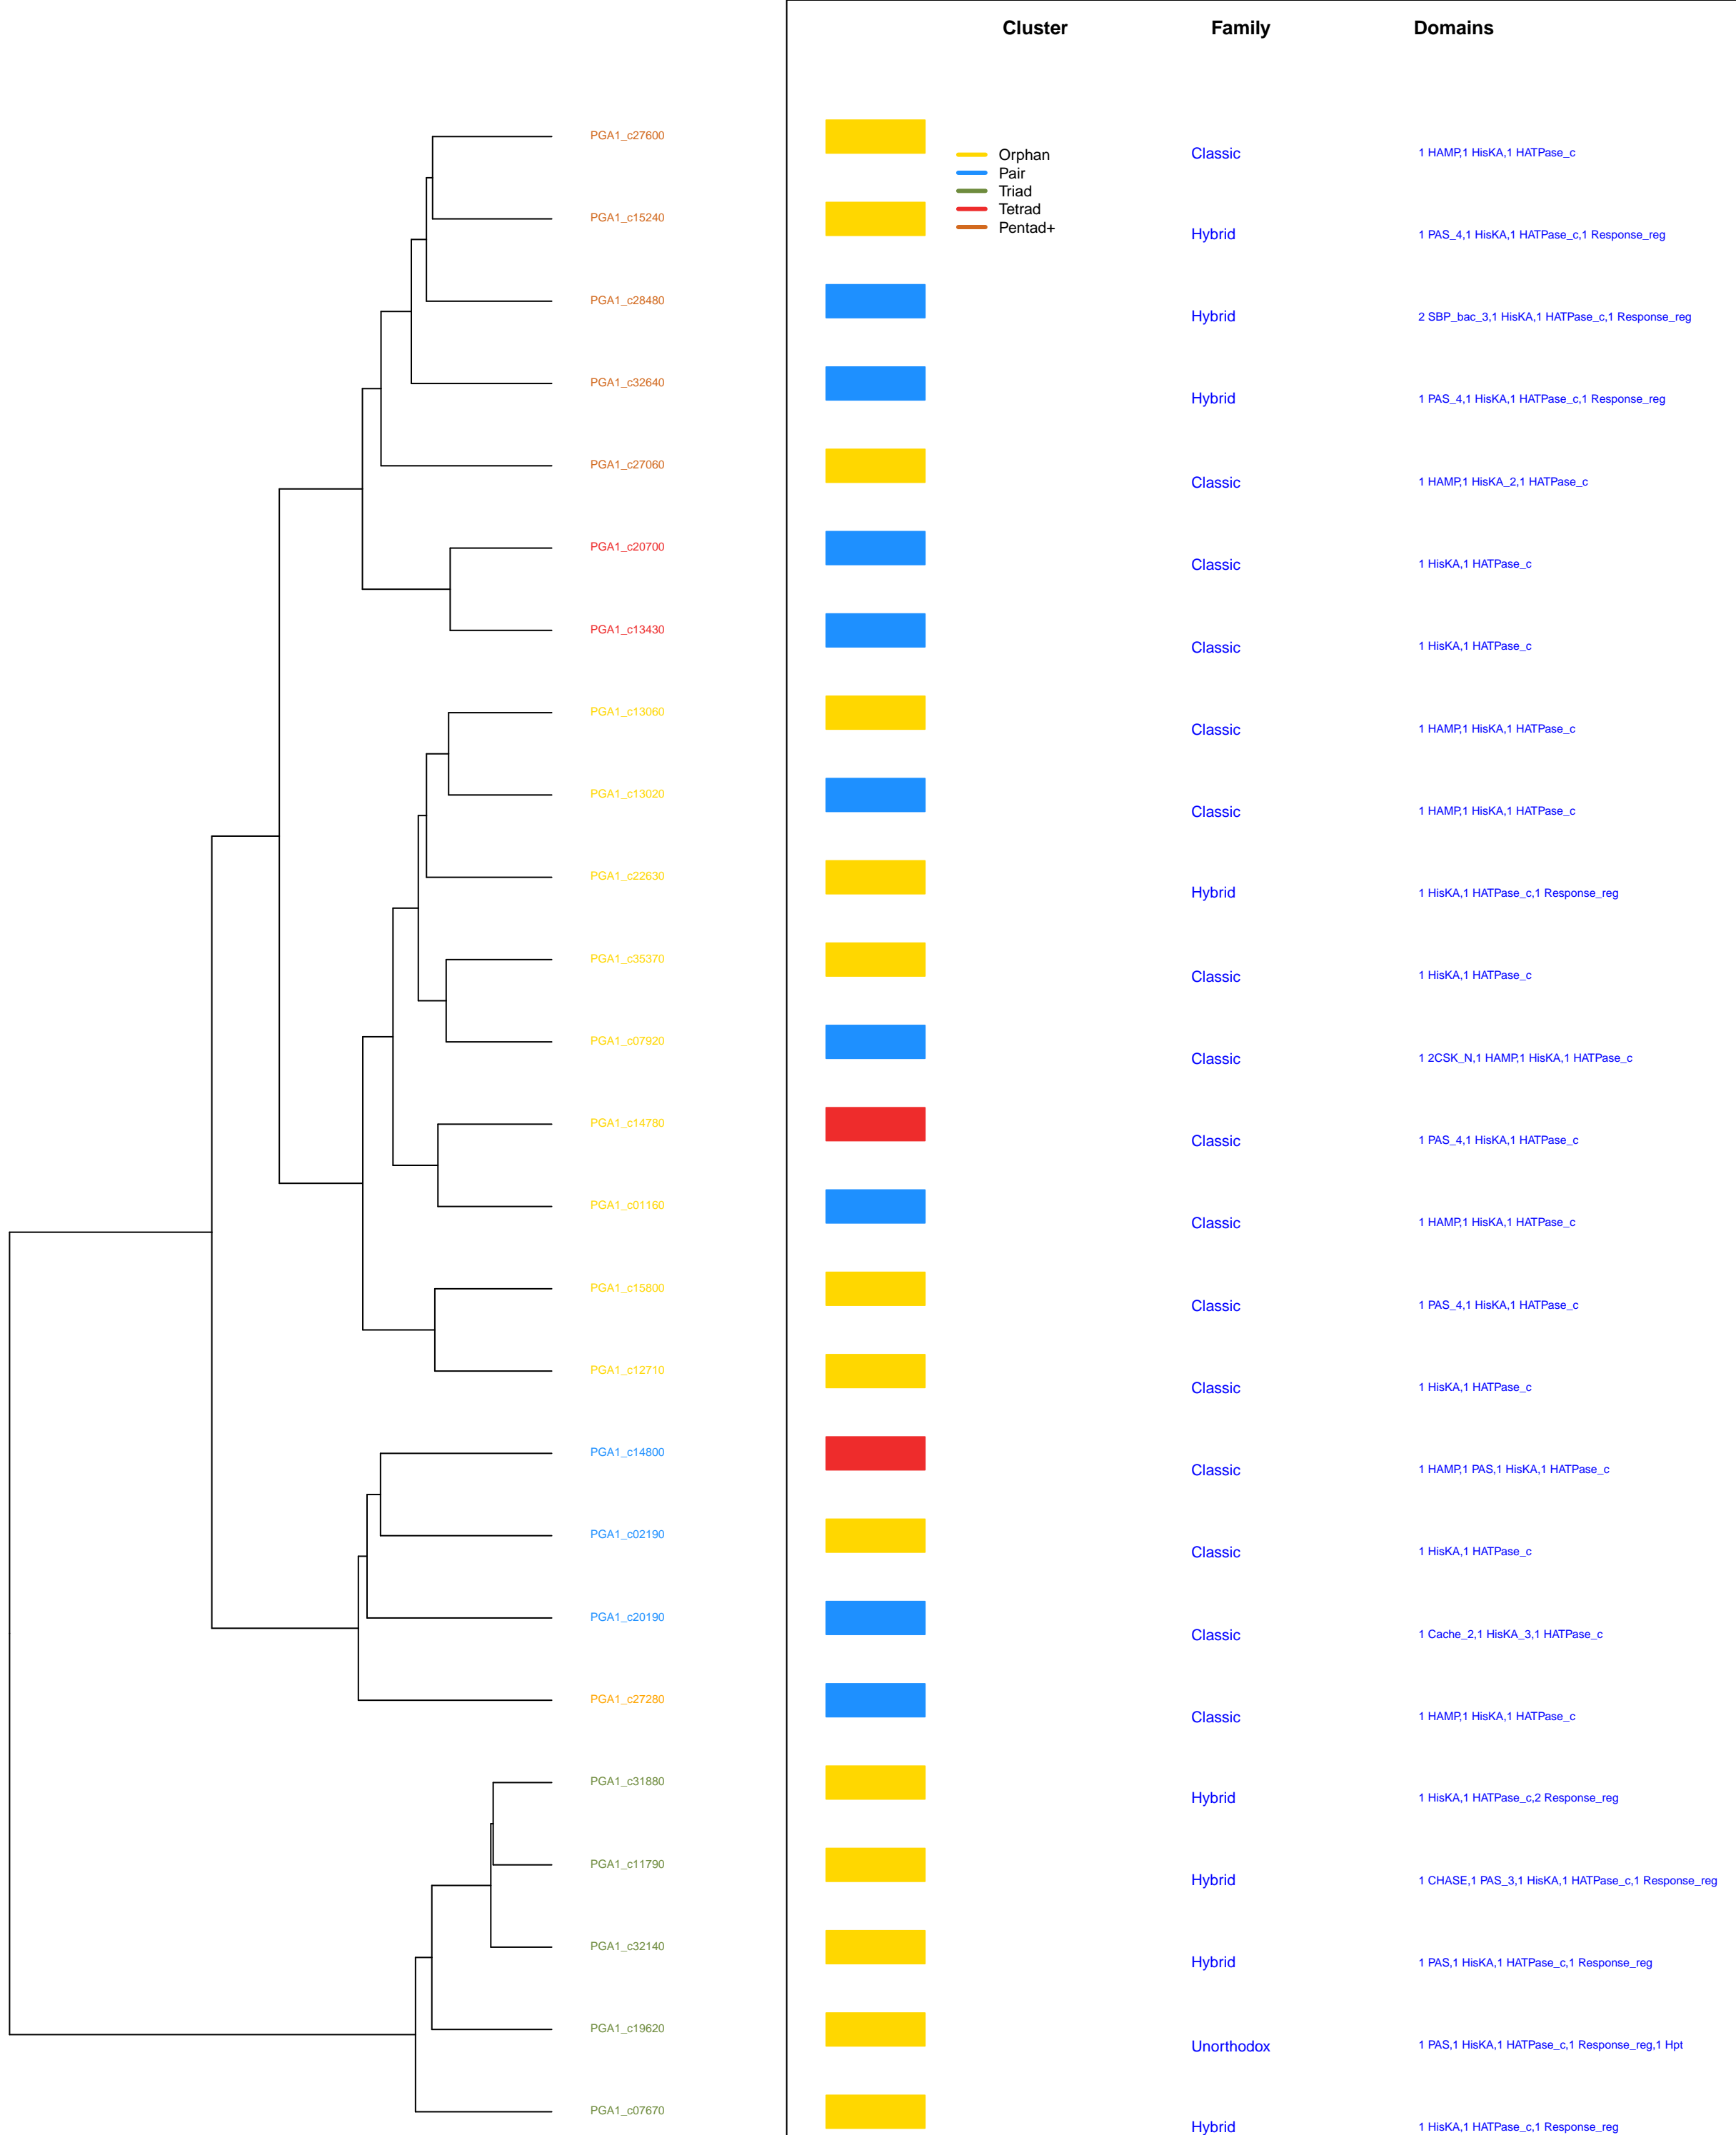 Cluster Family Domains
PGA1_c27600
Orphan
Classic 1 HAMP,1 HisKA,1 HATPase_c
Pair
Triad
Tetrad
PGA1_c15240
Pentad+
Hybrid 1 PAS_4,1 HisKA,1 HATPase_c,1 Response_reg
PGA1_c28480
Hybrid 2 SBP_bac_3,1 HisKA,1 HATPase_c,1 Response_reg
PGA1_c32640
Hybrid 1 PAS_4,1 HisKA,1 HATPase_c,1 Response_reg
PGA1_c27060
Classic 1 HAMP,1 HisKA_2,1 HATPase_c
PGA1_c20700
Classic 1 HisKA,1 HATPase_c
PGA1_c13430
Classic 1 HisKA,1 HATPase_c
PGA1_c13060
Classic 1 HAMP,1 HisKA,1 HATPase_c
PGA1_c13020
Classic 1 HAMP,1 HisKA,1 HATPase_c
PGA1_c22630
Hybrid 1 HisKA,1 HATPase_c,1 Response_reg
PGA1_c35370
Classic 1 HisKA,1 HATPase_c
PGA1_c07920
Classic 1 2CSK_N,1 HAMP,1 HisKA,1 HATPase_c
PGA1_c14780
Classic 1 PAS_4,1 HisKA,1 HATPase_c
PGA1_c01160
Classic 1 HAMP,1 HisKA,1 HATPase_c
PGA1_c15800
Classic 1 PAS_4,1 HisKA,1 HATPase_c
PGA1_c12710
Classic 1 HisKA,1 HATPase_c
PGA1_c14800
Classic 1 HAMP,1 PAS,1 HisKA,1 HATPase_c
PGA1_c02190
Classic 1 HisKA,1 HATPase_c
PGA1_c20190
Classic 1 Cache_2,1 HisKA_3,1 HATPase_c
PGA1_c27280
Classic 1 HAMP,1 HisKA,1 HATPase_c
PGA1_c31880
Hybrid 1 HisKA,1 HATPase_c,2 Response_reg
PGA1_c11790
Hybrid 1 CHASE,1 PAS_3,1 HisKA,1 HATPase_c,1 Response_reg
PGA1_c32140
Hybrid 1 PAS,1 HisKA,1 HATPase_c,1 Response_reg
PGA1_c19620
Unorthodox 1 PAS,1 HisKA,1 HATPase_c,1 Response_reg,1 Hpt
PGA1_c07670
Hybrid 1 HisKA,1 HATPase_c,1 Response_reg